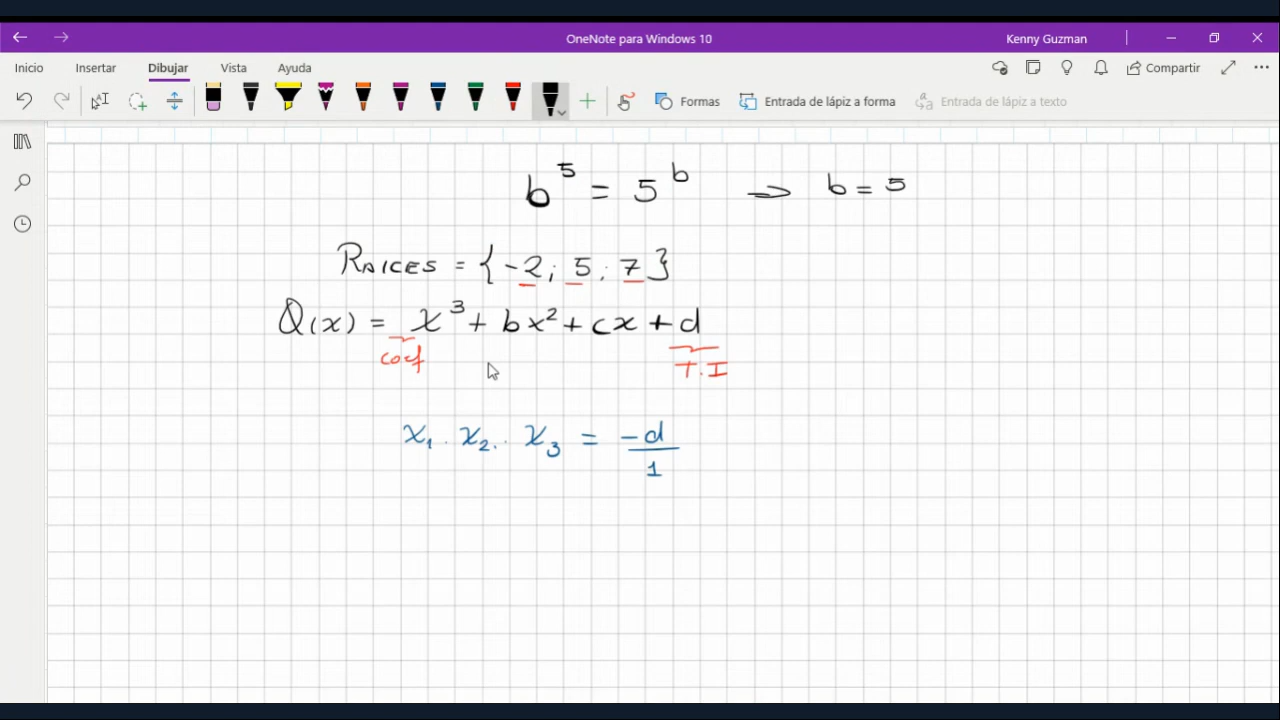 OneNote para Windows 10
Kenny Guzman
Inicio Insertar Dibujar Vista Ayuda
Compartir
Formas Entrada de lápiz a forma Entrada de lápiz a texto
b⁵ = 5ᵇ → b = 5
RAICES = {-2; 5; 7}
Q(x) = x³ + bx² + cx + d
coef T.I
x₁ . x₂ . x₃ = -d/1